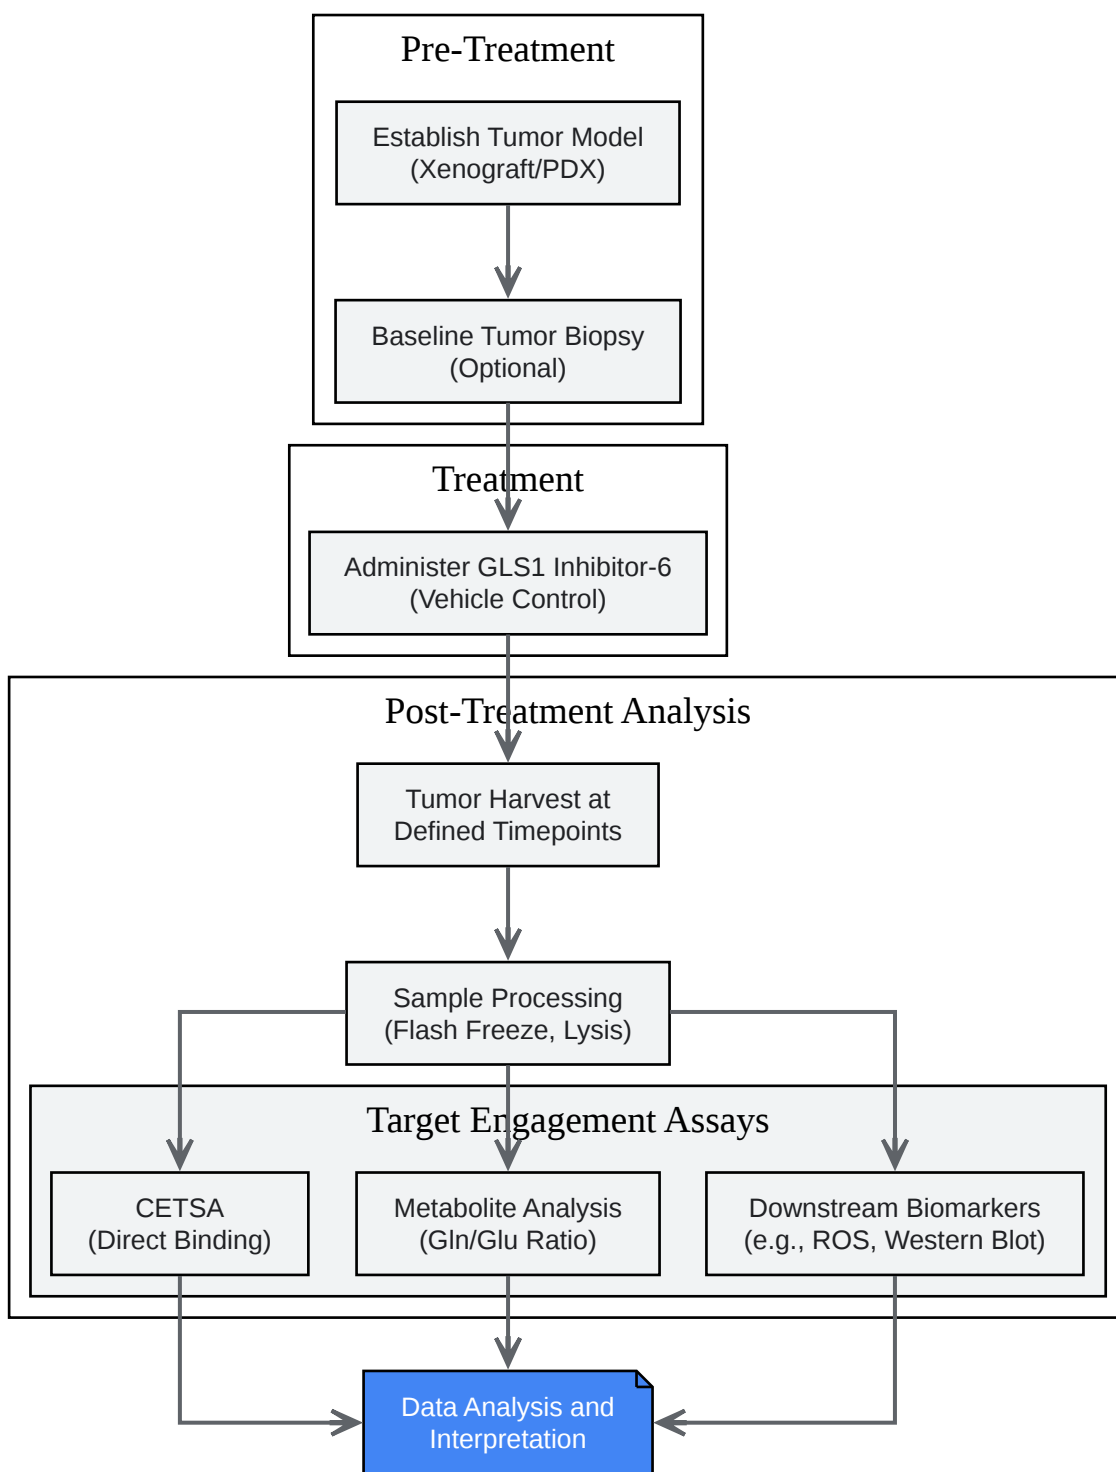 Pre-Treatment
Establish Tumor Model
(Xenograft/PDX)
Baseline Tumor Biopsy
(Optional)
Treatment
Administer GLS1 Inhibitor-6
(Vehicle Control)
Post-Treatment Analysis
Tumor Harvest at
Defined Timepoints
Sample Processing
(Flash Freeze, Lysis)
Target Engagement Assays
CETSA
(Direct Binding)
Metabolite Analysis
(Gln/Glu Ratio)
Downstream Biomarkers
(e.g., ROS, Western Blot)
Data Analysis and
Interpretation